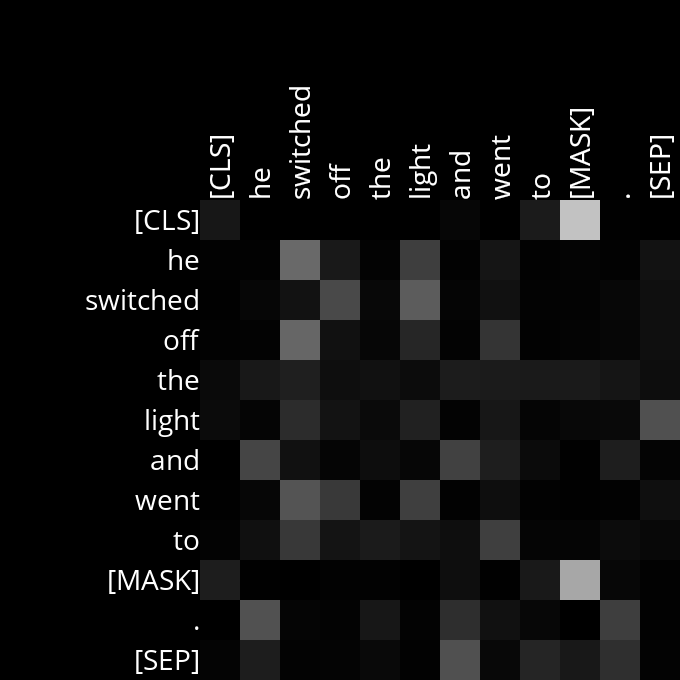 [CLS] he switched off the light and went to [MASK] . [SEP]
[CLS]
he
switched
off
the
light
and
went
to
[MASK]
.
[SEP]